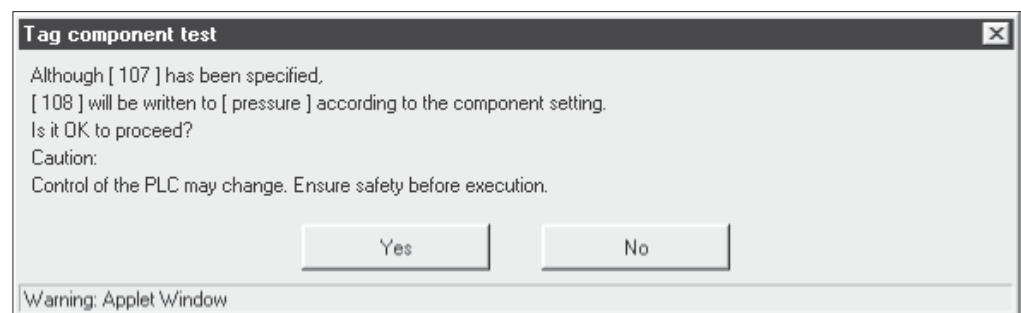 Tag component test
Although [ 107 ] has been specified,
[ 108 ] will be written to [ pressure ] according to the component setting.
Is it OK to proceed?
Caution:
Control of the PLC may change. Ensure safety before execution.
Yes No
Warning: Applet Window